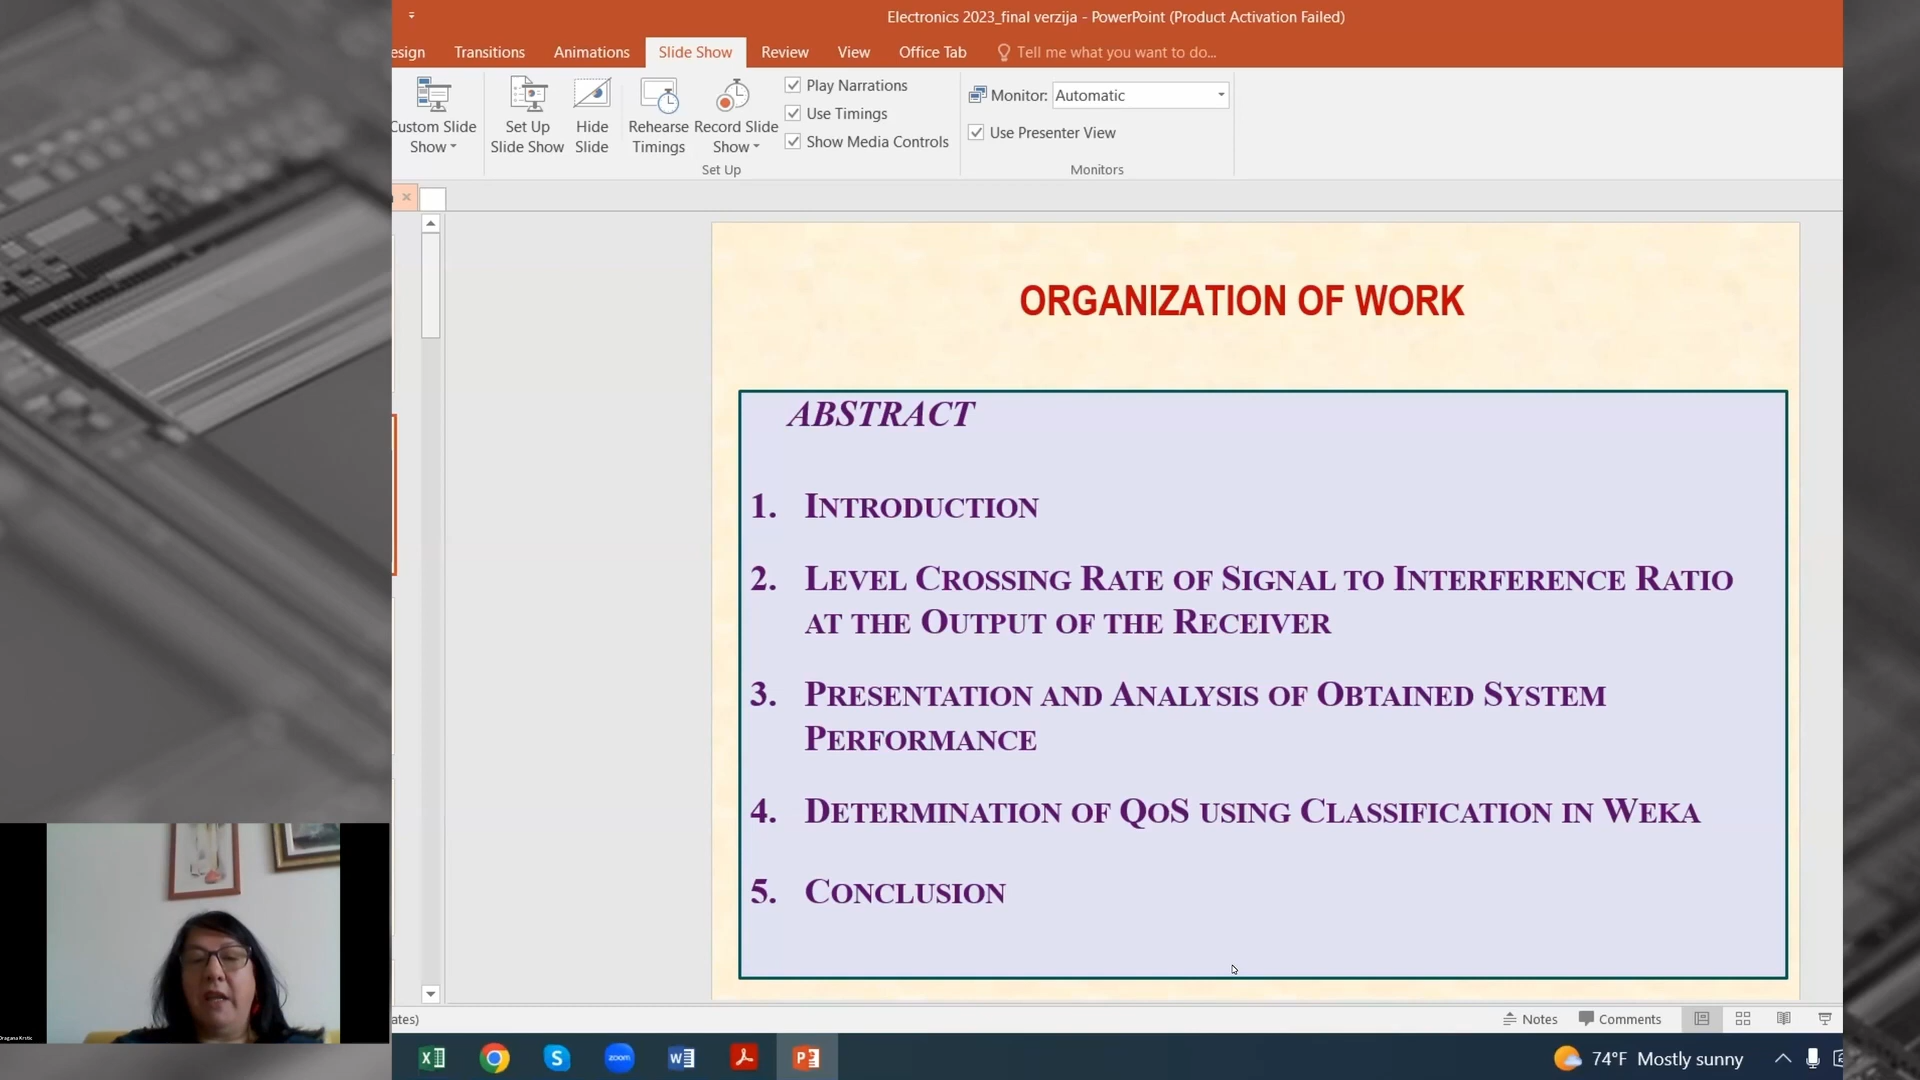 Electronics 2023_final verzija - PowerPoint (Product Activation Failed)
esign Transitions Animations Slide Show Review View Office Tab Tell me what you want to do...
Custom Slide Show
Set Up Slide Show
Hide Slide
Rehearse Timings
Record Slide Show
Play Narrations
Use Timings
Show Media Controls
Set Up
Monitor: Automatic
Use Presenter View
Monitors
ORGANIZATION OF WORK
ABSTRACT
1. INTRODUCTION
2. LEVEL CROSSING RATE OF SIGNAL TO INTERFERENCE RATIO
AT THE OUTPUT OF THE RECEIVER
3. PRESENTATION AND ANALYSIS OF OBTAINED SYSTEM
PERFORMANCE
4. DETERMINATION OF QOS USING CLASSIFICATION IN WEKA
5. CONCLUSION
Dragana Krstic
ates) Notes Comments
zoom
74°F Mostly sunny